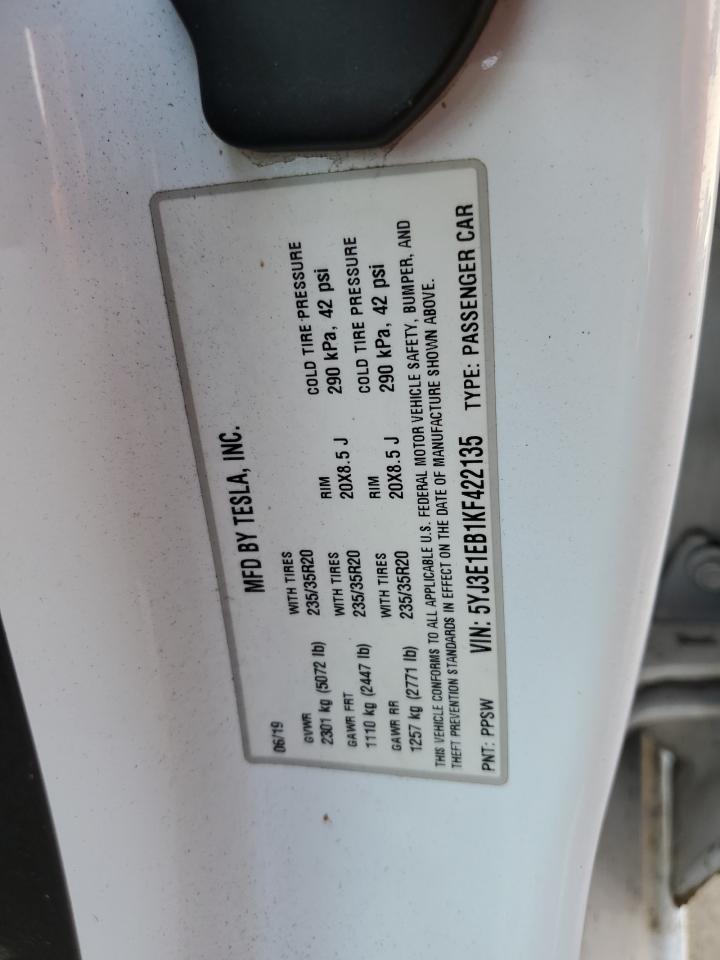 MFD BY TESLA, INC.
06/19
GVWR WITH TIRES RIM COLD TIRE PRESSURE
2301 kg (5072 lb) 235/35R20 20X8.5 J 290 kPa, 42 psi
GAWR FRT WITH TIRES RIM COLD TIRE PRESSURE
1110 kg (2447 lb) 235/35R20 20X8.5 J 290 kPa, 42 psi
GAWR RR WITH TIRES
1257 kg (2771 lb) 235/35R20
THIS VEHICLE CONFORMS TO ALL APPLICABLE U.S. FEDERAL MOTOR VEHICLE SAFETY, BUMPER, AND
THEFT PREVENTION STANDARDS IN EFFECT ON THE DATE OF MANUFACTURE SHOWN ABOVE.
PNT: PPSW VIN: 5YJ3E1EB1KF422135 TYPE: PASSENGER CAR